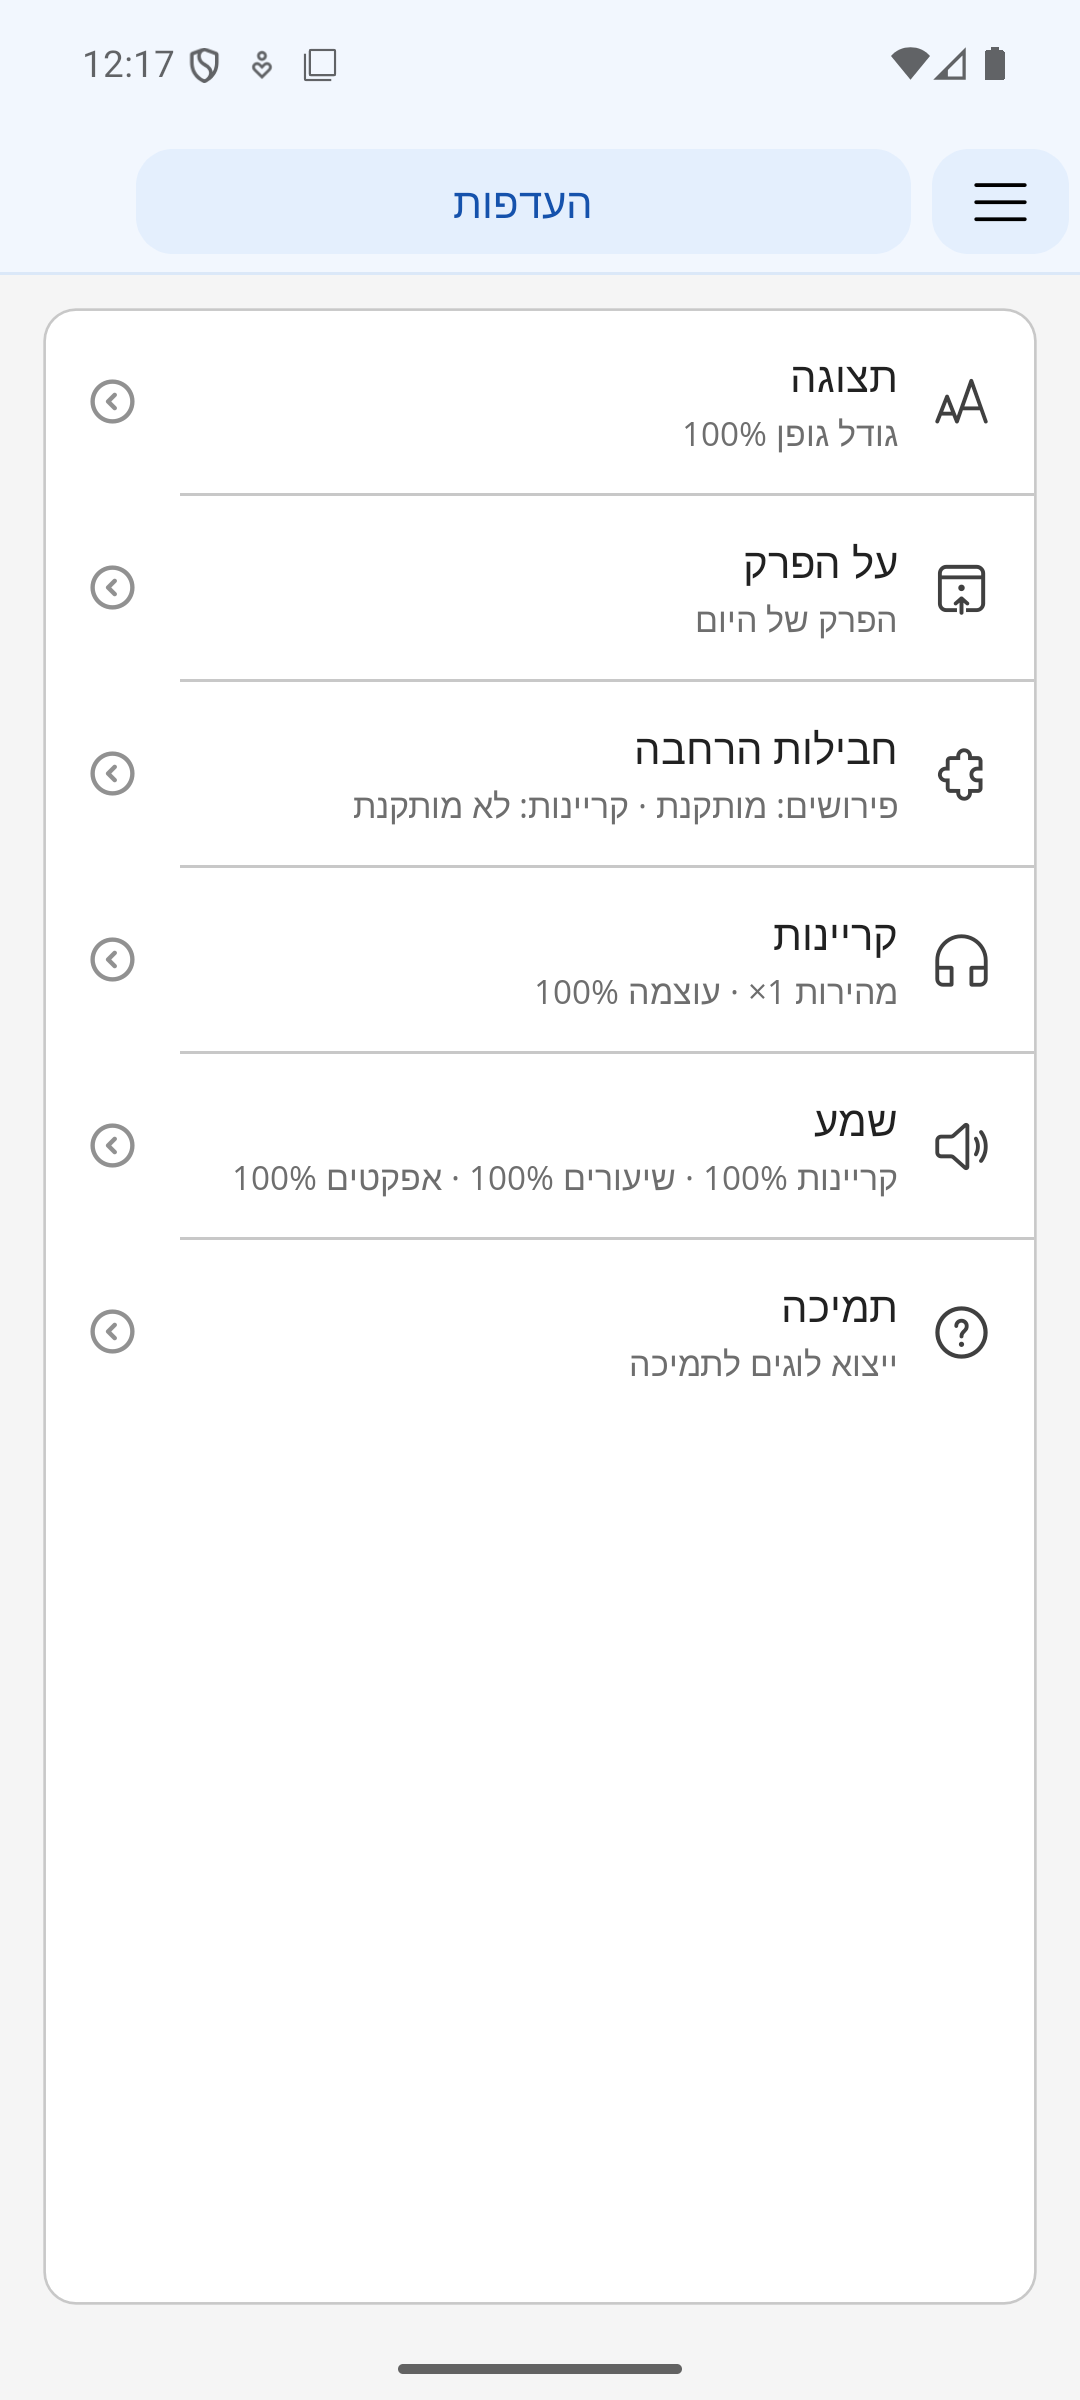 12:17
העדפות
תצוגה
גודל גופן 100%
על הפרק
הפרק של היום
חבילות הרחבה
פירושים: מותקנת · קריינות: לא מותקנת
קריינות
מהירות 1× · עוצמה 100%
שמע
קריינות 100% · שיעורים 100% · אפקטים 100%
תמיכה
ייצוא לוגים לתמיכה